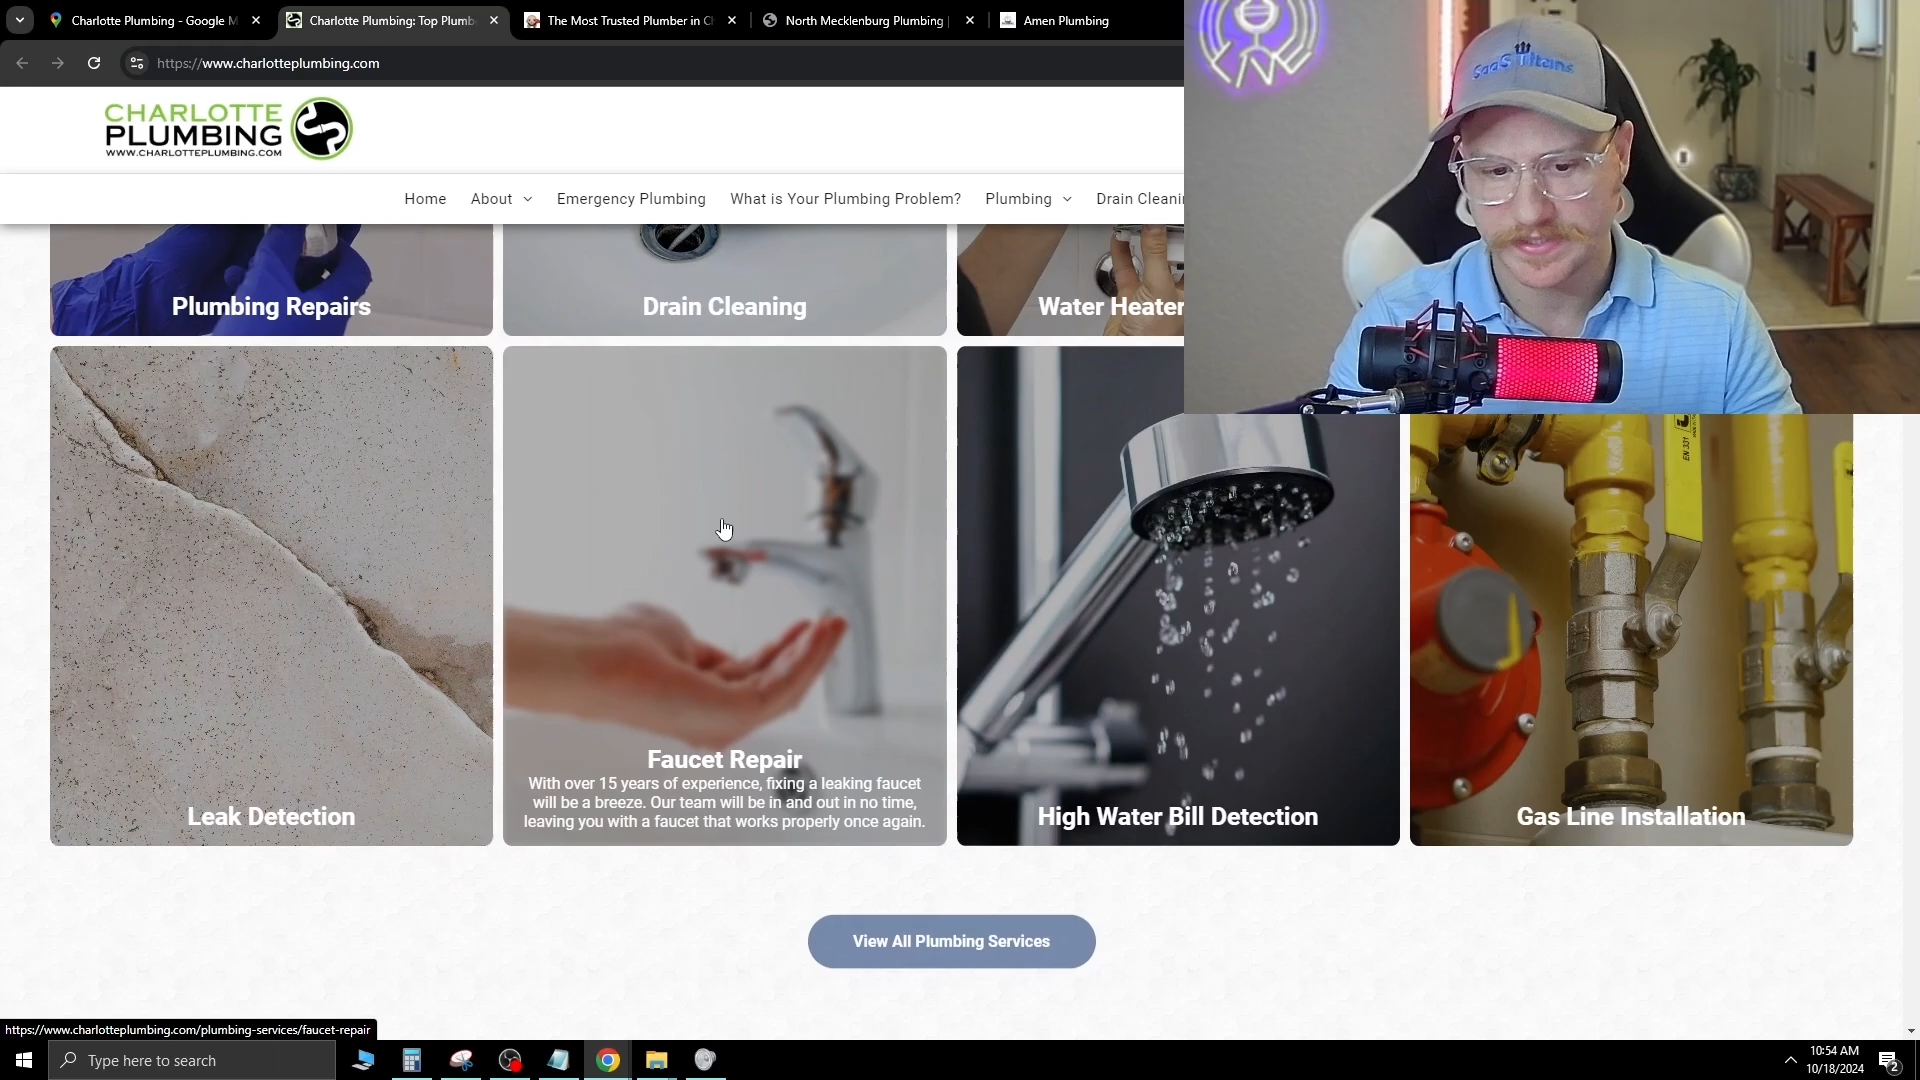 Charlotte Plumbing - Google M
Charlotte Plumbing: Top Plumb
The Most Trusted Plumber in C
North Mecklenburg Plumbing |
Amen Plumbing
https://www.charlotteplumbing.com
CHARLOTTE
PLUMBING
WWW.CHARLOTTEPLUMBING.COM
Home
About
Emergency Plumbing
What is Your Plumbing Problem?
Plumbing
Drain Cleanin
SaaS Titans
Plumbing Repairs
Drain Cleaning
Water Heater
EN 331
Faucet Repair
With over 15 years of experience, fixing a leaking faucet
will be a breeze. Our team will be in and out in no time,
leaving you with a faucet that works properly once again.
Leak Detection
High Water Bill Detection
Gas Line Installation
View All Plumbing Services
https://www.charlotteplumbing.com/plumbing-services/faucet-repair
Type here to search
10:54 AM
10/18/2024
2